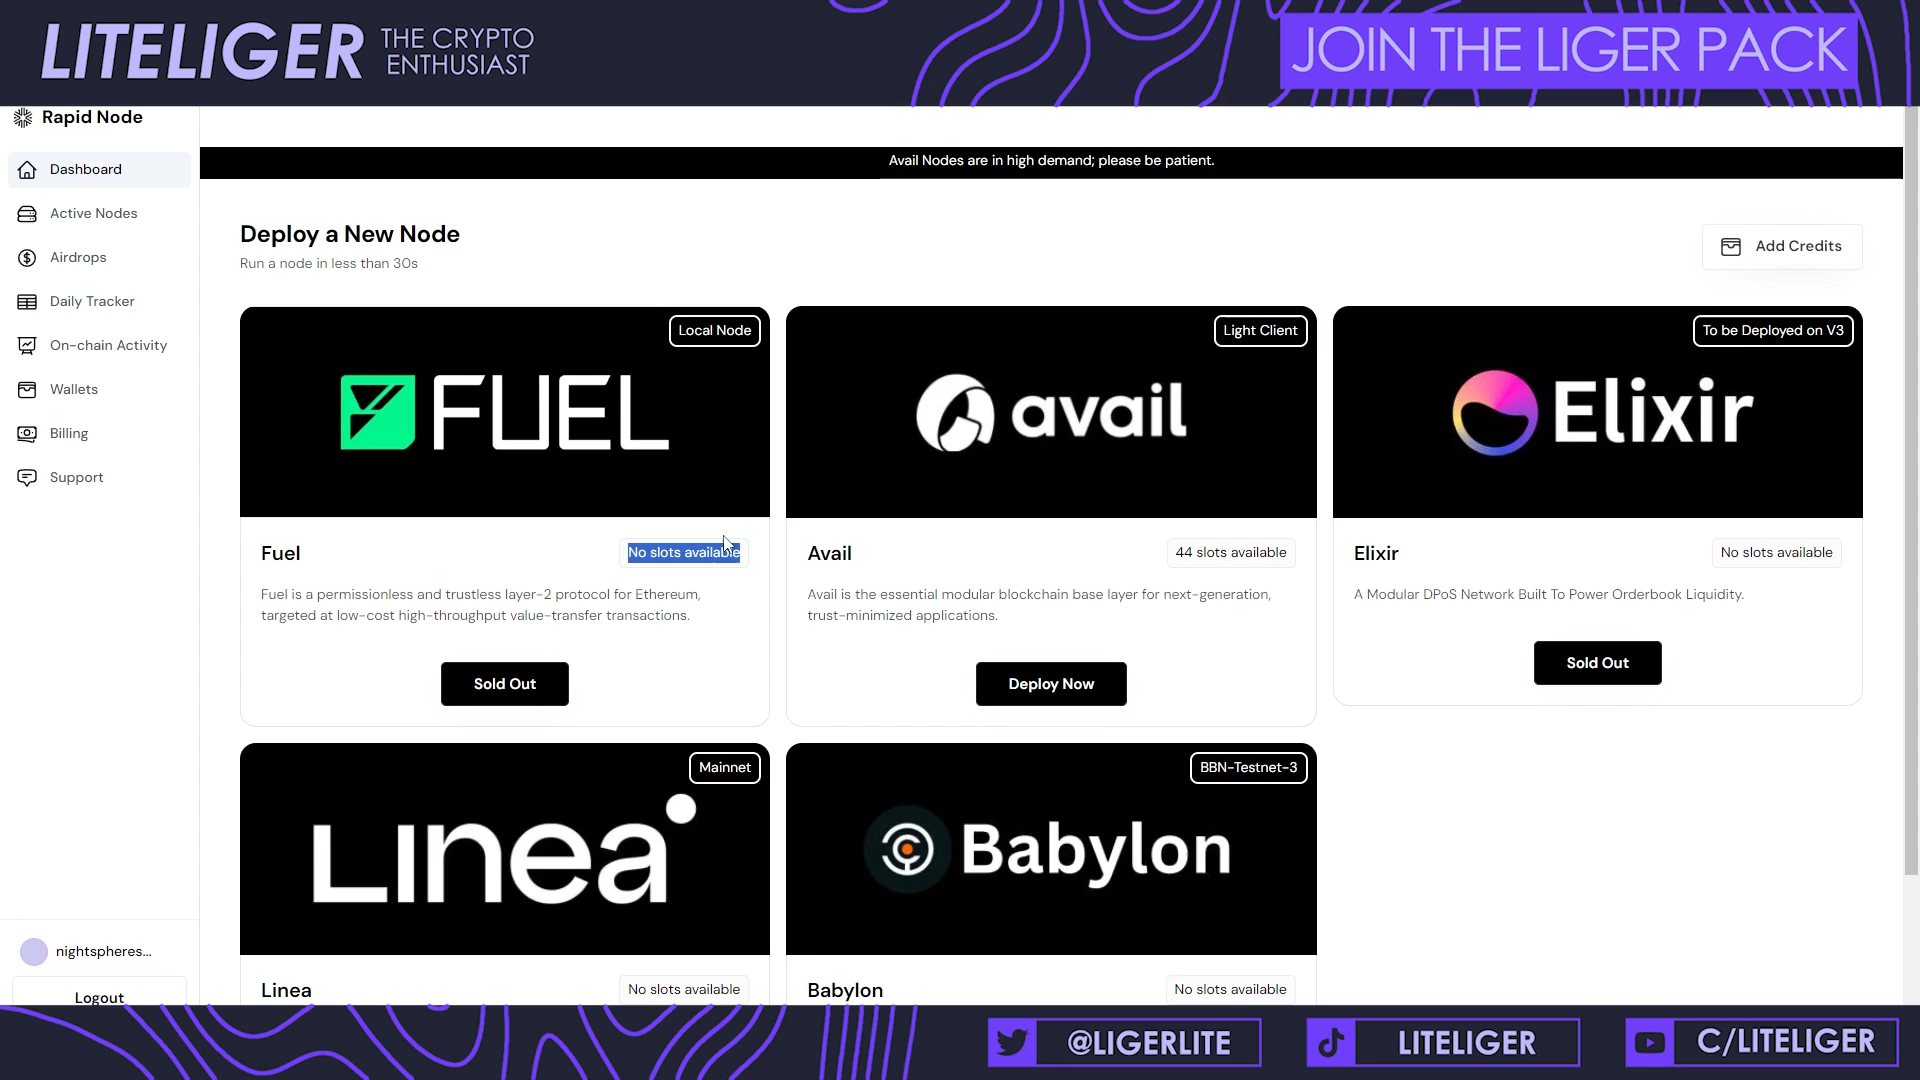 LITELIGER THE CRYPTO
ENTHUSIAST
JOIN THE LIGER PACK
Rapid Node
Dashboard
Active Nodes
Airdrops
Daily Tracker
On-chain Activity
Wallets
Billing
Support
nightspheres...
Logout
Avail Nodes are in high demand; please be patient.
Deploy a New Node
Run a node in less than 30s
Add Credits
Local Node
FUEL
Fuel
No slots available
Fuel is a permissionless and trustless layer-2 protocol for Ethereum,
targeted at low-cost high-throughput value-transfer transactions.
Sold Out
Light Client
avail
Avail
44 slots available
Avail is the essential modular blockchain base layer for next-generation,
trust-minimized applications.
Deploy Now
To be Deployed on V3
Elixir
Elixir
No slots available
A Modular DPoS Network Built To Power Orderbook Liquidity.
Sold Out
Mainnet
Linea
Linea
No slots available
BBN-Testnet-3
Babylon
Babylon
No slots available
@LIGERLITE
LITELIGER
C/LITELIGER